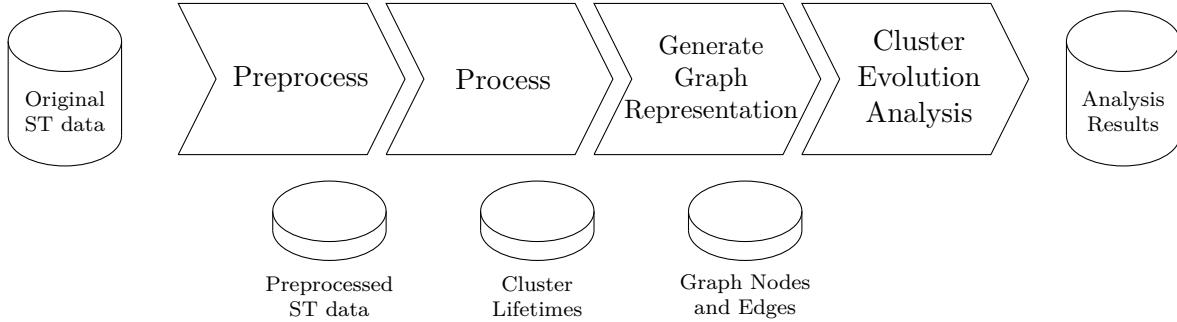 Original
ST data
Preprocess
Process
Generate
Graph
Representation
Cluster
Evolution
Analysis
Analysis
Results
Preprocessed
ST data
Cluster
Lifetimes
Graph Nodes
and Edges